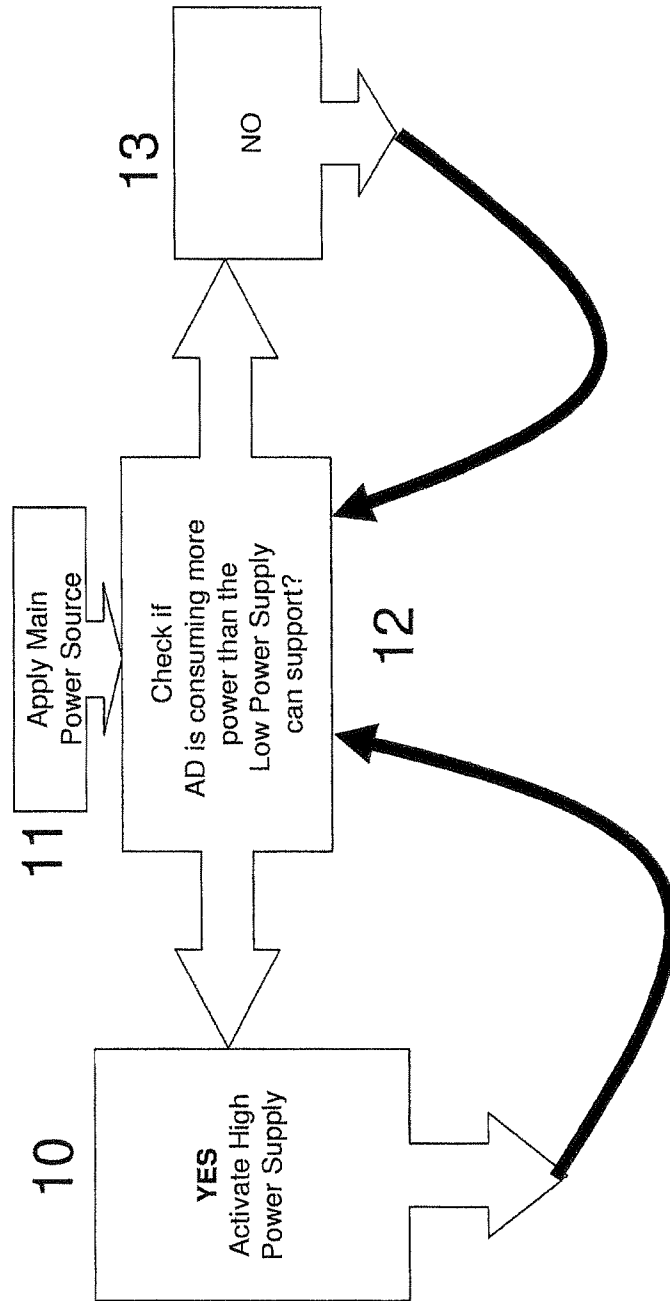 11
Apply Main
Power Source
10
YES
Activate High
Power Supply
Check if
AD is consuming more
power than the
Low Power Supply
can support?
12
13
NO